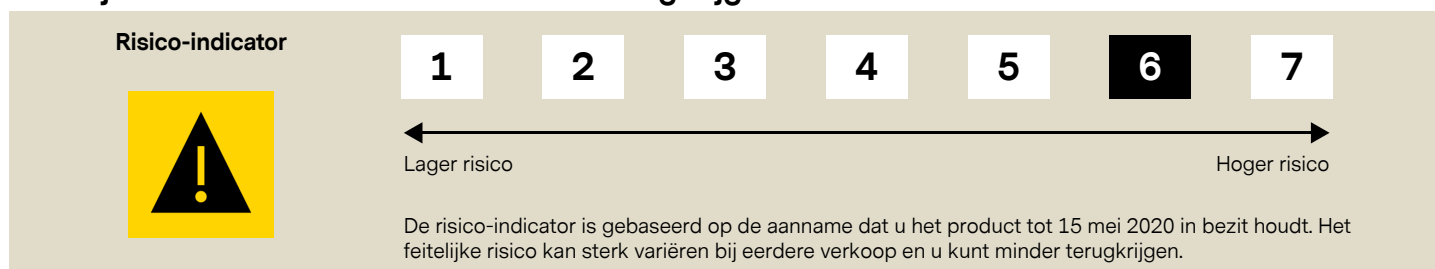 Risico-indicator
1 2 3 4 5 6 7
Lager risico Hoger risico
De risico-indicator is gebaseerd op de aanname dat u het product tot 15 mei 2020 in bezit houdt. Het
feitelijke risico kan sterk variëren bij eerdere verkoop en u kunt minder terugkrijgen.